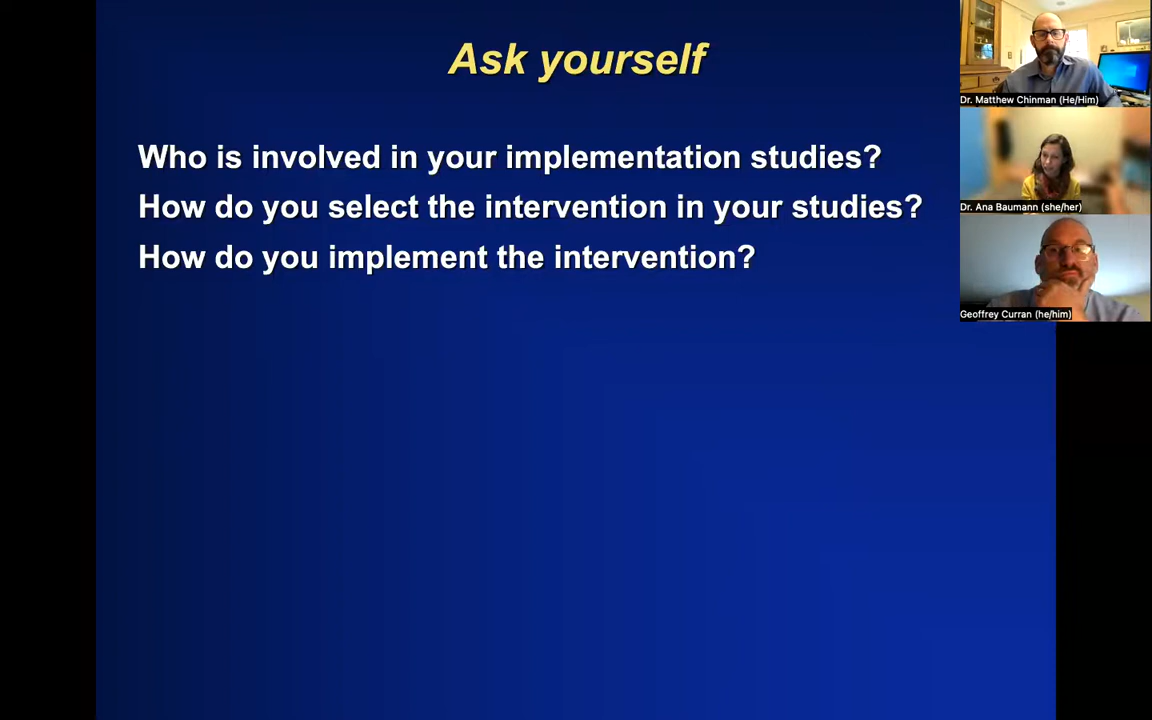 Ask yourself
Who is involved in your implementation studies?
How do you select the intervention in your studies?
How do you implement the intervention?
Dr. Matthew Chinman (He/Him)
Dr. Ana Baumann (she/her)
Geoffrey Curran (he/him)